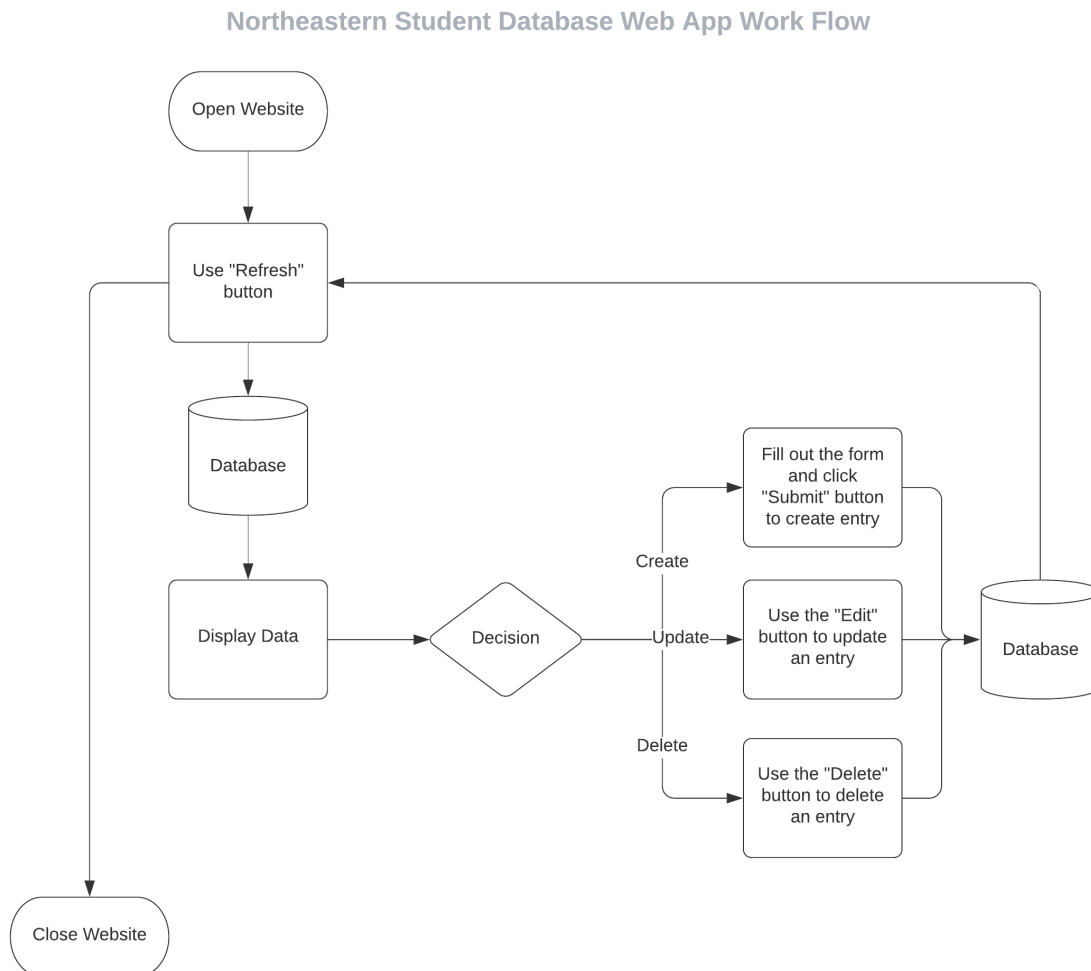 Northeastern Student Database Web App Work Flow
Open Website
Use "Refresh"
button
Database
Display Data
Decision
Create
Update
Delete
Fill out the form
and click
"Submit" button
to create entry
Use the "Edit"
button to update
an entry
Use the "Delete"
button to delete
an entry
Database
Close Website